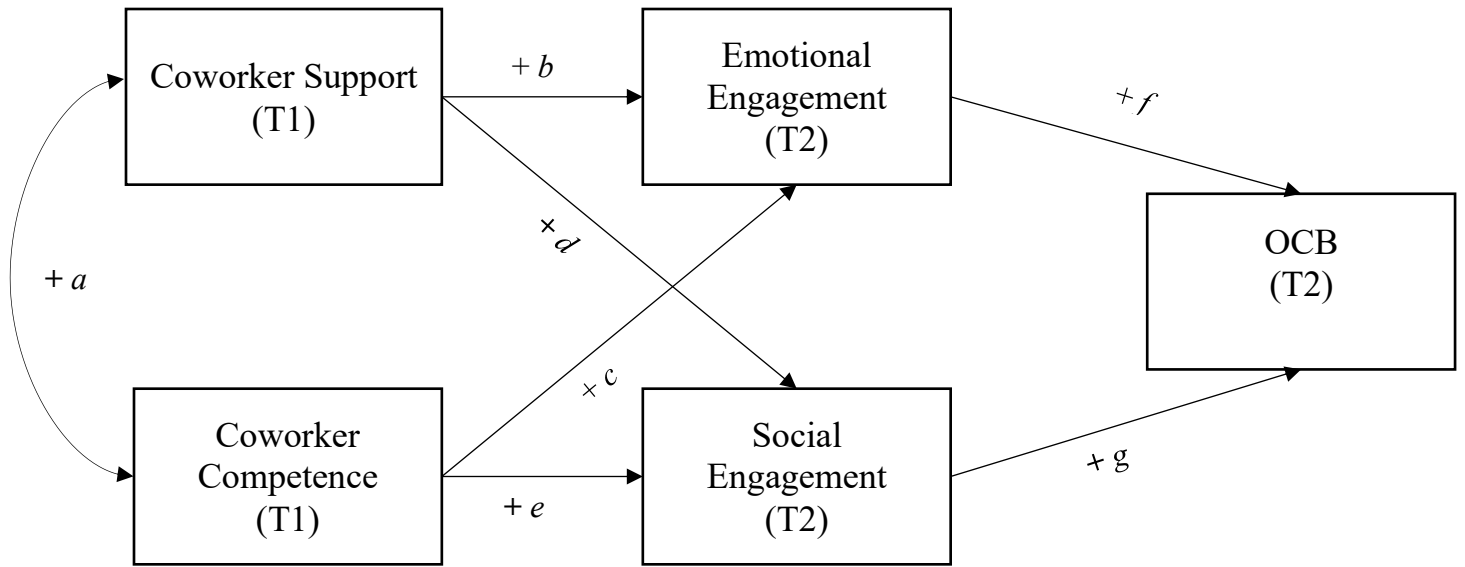 Coworker Support
(T1)
+ b
Emotional
Engagement
(T2)
+ f
+ a
+ d
OCB
(T2)
+ c
Coworker
Competence
(T1)
+ e
Social
Engagement
(T2)
+ g